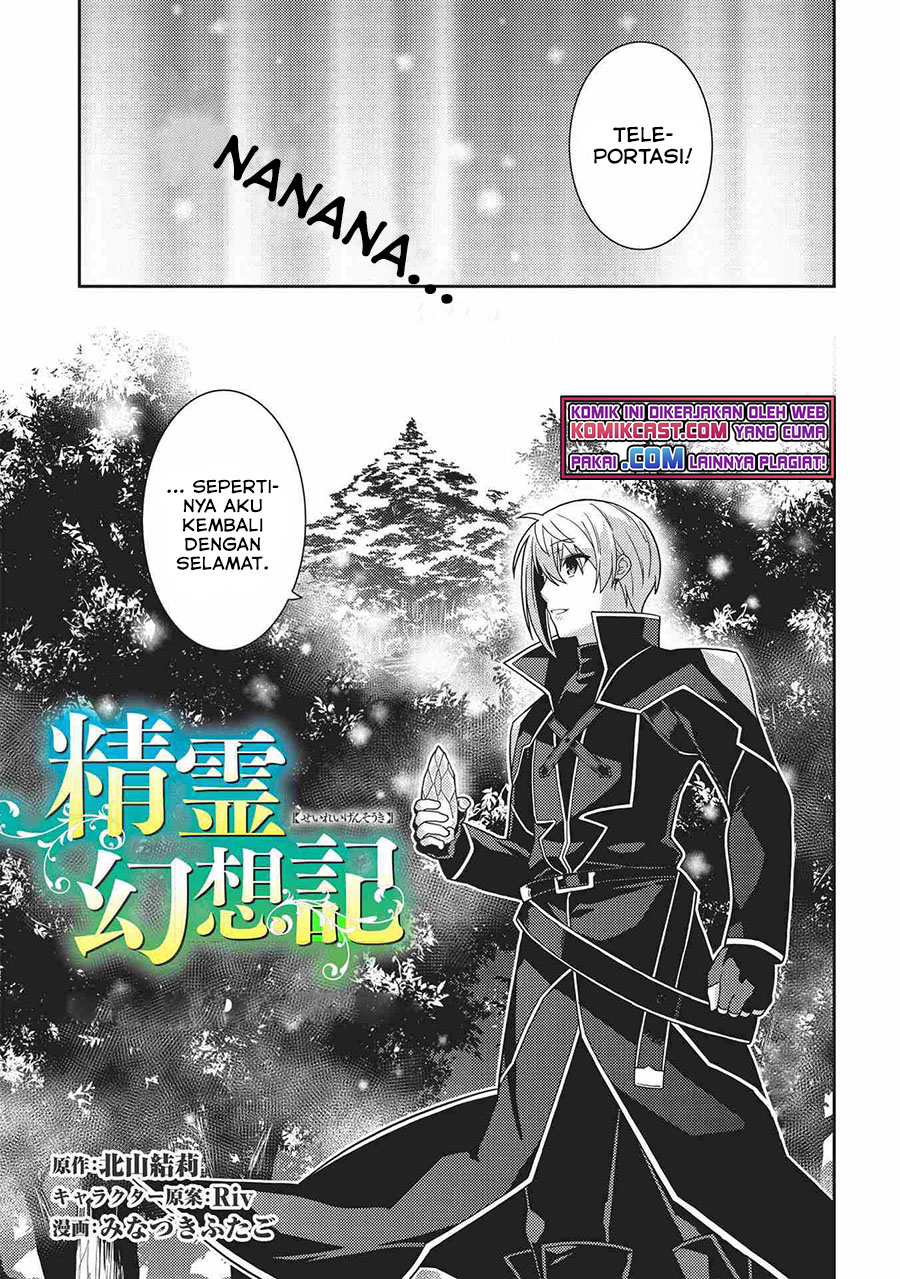 TELE-
PORTASI!
NANANA...
KOMIK INI DIKERJAKAN OLEH WEB
KOMIKCAST.COM YANG CUMA
PAKAI .COM LAINNYA PLAGIAT!
... SEPERTI-
NYA AKU
KEMBALI
DENGAN
SELAMAT.
精霊
【せいれいげんそうき】
幻想記
原作:北山結莉
キャラクター原案:Riv
漫画:みなづきふたご